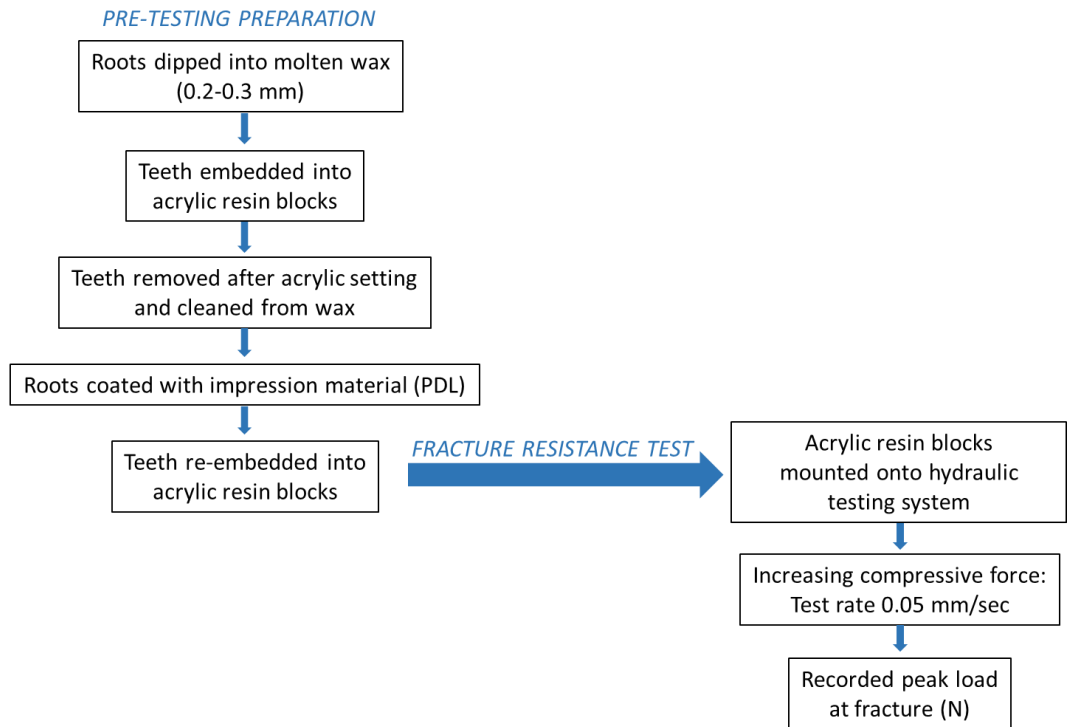 PRE-TESTING PREPARATION
Roots dipped into molten wax
(0.2-0.3 mm)
Teeth embedded into
acrylic resin blocks
Teeth removed after acrylic setting
and cleaned from wax
Roots coated with impression material (PDL)
Teeth re-embedded into
acrylic resin blocks
FRACTURE RESISTANCE TEST
Acrylic resin blocks
mounted onto hydraulic
testing system
Increasing compressive force:
Test rate 0.05 mm/sec
Recorded peak load
at fracture (N)